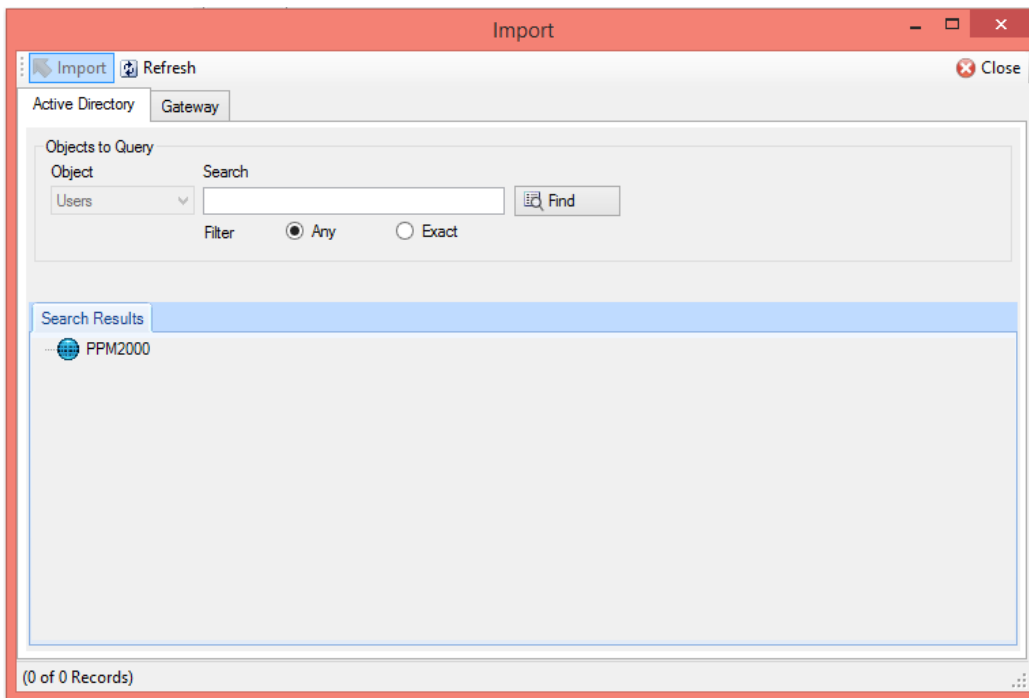 Import
Import Refresh Close
Active Directory Gateway
Objects to Query
Object Search
Users Find
Filter Any Exact
Search Results
PPM2000
(0 of 0 Records)